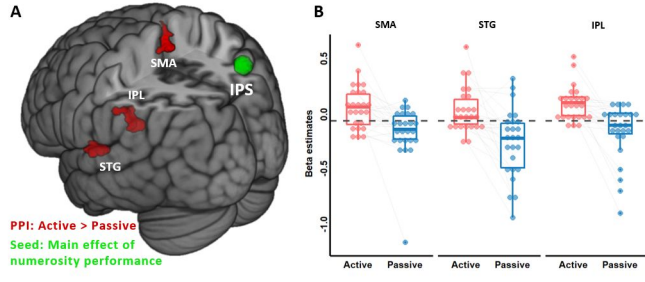 A
SMA
IPL
IPS
STG
PPI: Active > Passive
Seed: Main effect of
numerosity performance
B
SMA
STG
IPL
Beta estimates
0.5
0.0
-0.5
-1.0
Active Passive Active Passive Active Passive